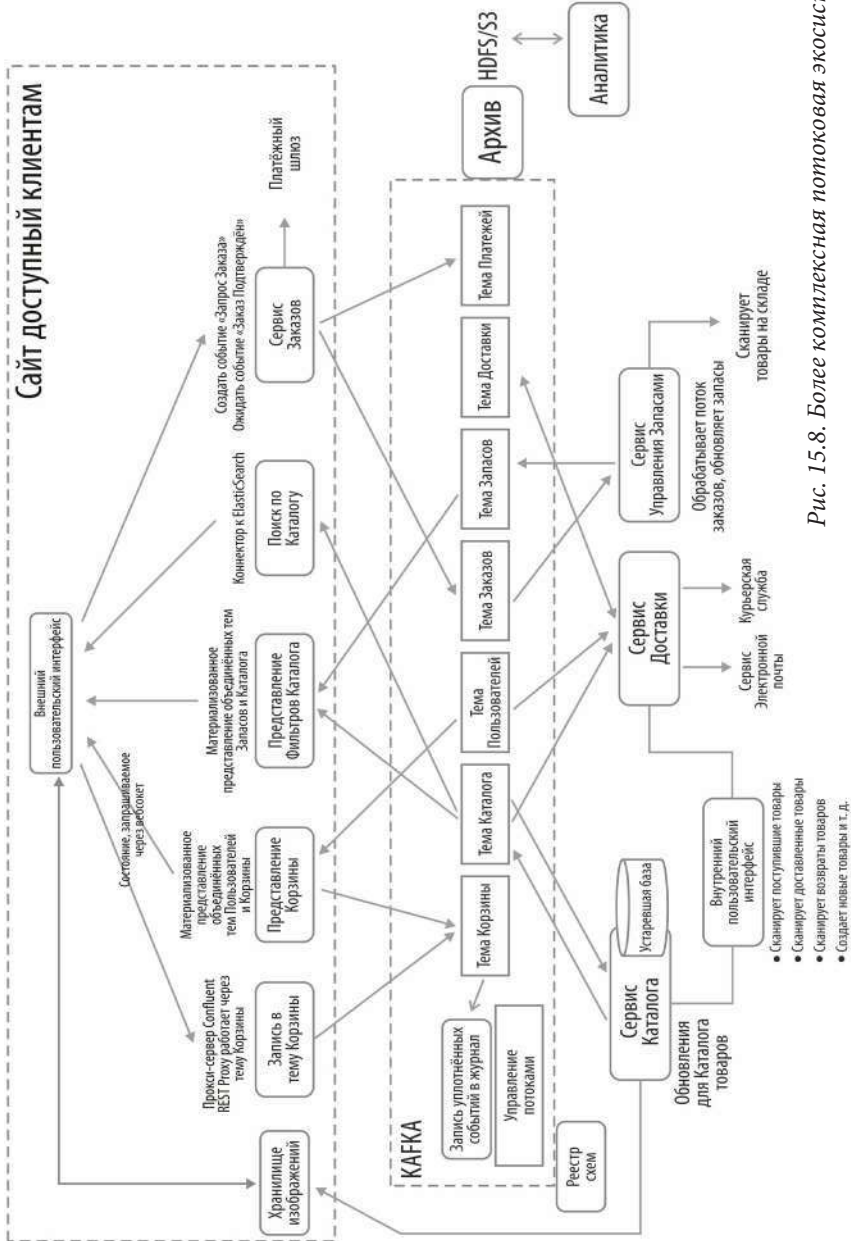 Сайт доступный клиентам
Внешний
пользовательский интерфейс
Состояние, запрашиваемое
через вебсокет
Прокси-сервер Confluent
REST Proxy работает через
тему Корзины
Материализованное
представление
объединённых
тем Пользователей
и Корзины
Материализованное
представление объединённых тем
Запасов и Каталога
Коннектор к ElasticSearch
Создать событие «Запрос Заказа»
Ожидать событие «Заказ Подтверждён»
Хранилище
изображений
Запись в
тему Корзины
Представление
Корзины
Представление
Фильтров Каталога
Поиск по
Каталогу
Сервис
Заказов
Платёжный
шлюз
KAFKA
Запись уплотнённых
событий в журнал
Управление
потоками
Тема Корзины
Тема Каталога
Тема
Пользователей
Тема Заказов
Тема Запасов
Тема Доставки
Тема Платежей
Архив
HDFS/S3
Аналитика
Реестр
схем
Сервис
Каталога
Устаревшая база
Обновления
для Каталога
товаров
Внутренний
пользовательский
интерфейс
• Сканирует поступившие товары
• Сканирует доставленные товары
• Сканирует возвраты товаров
• Создает новые товары и т. д.
Сервис
Доставки
Сервис
Электронной
почты
Курьерская
служба
Сервис
Управления Запасами
Обрабатывает поток
заказов, обновляет запасы
Сканирует
товары на складе
Рис. 15.8. Более комплексная потоковая экосист